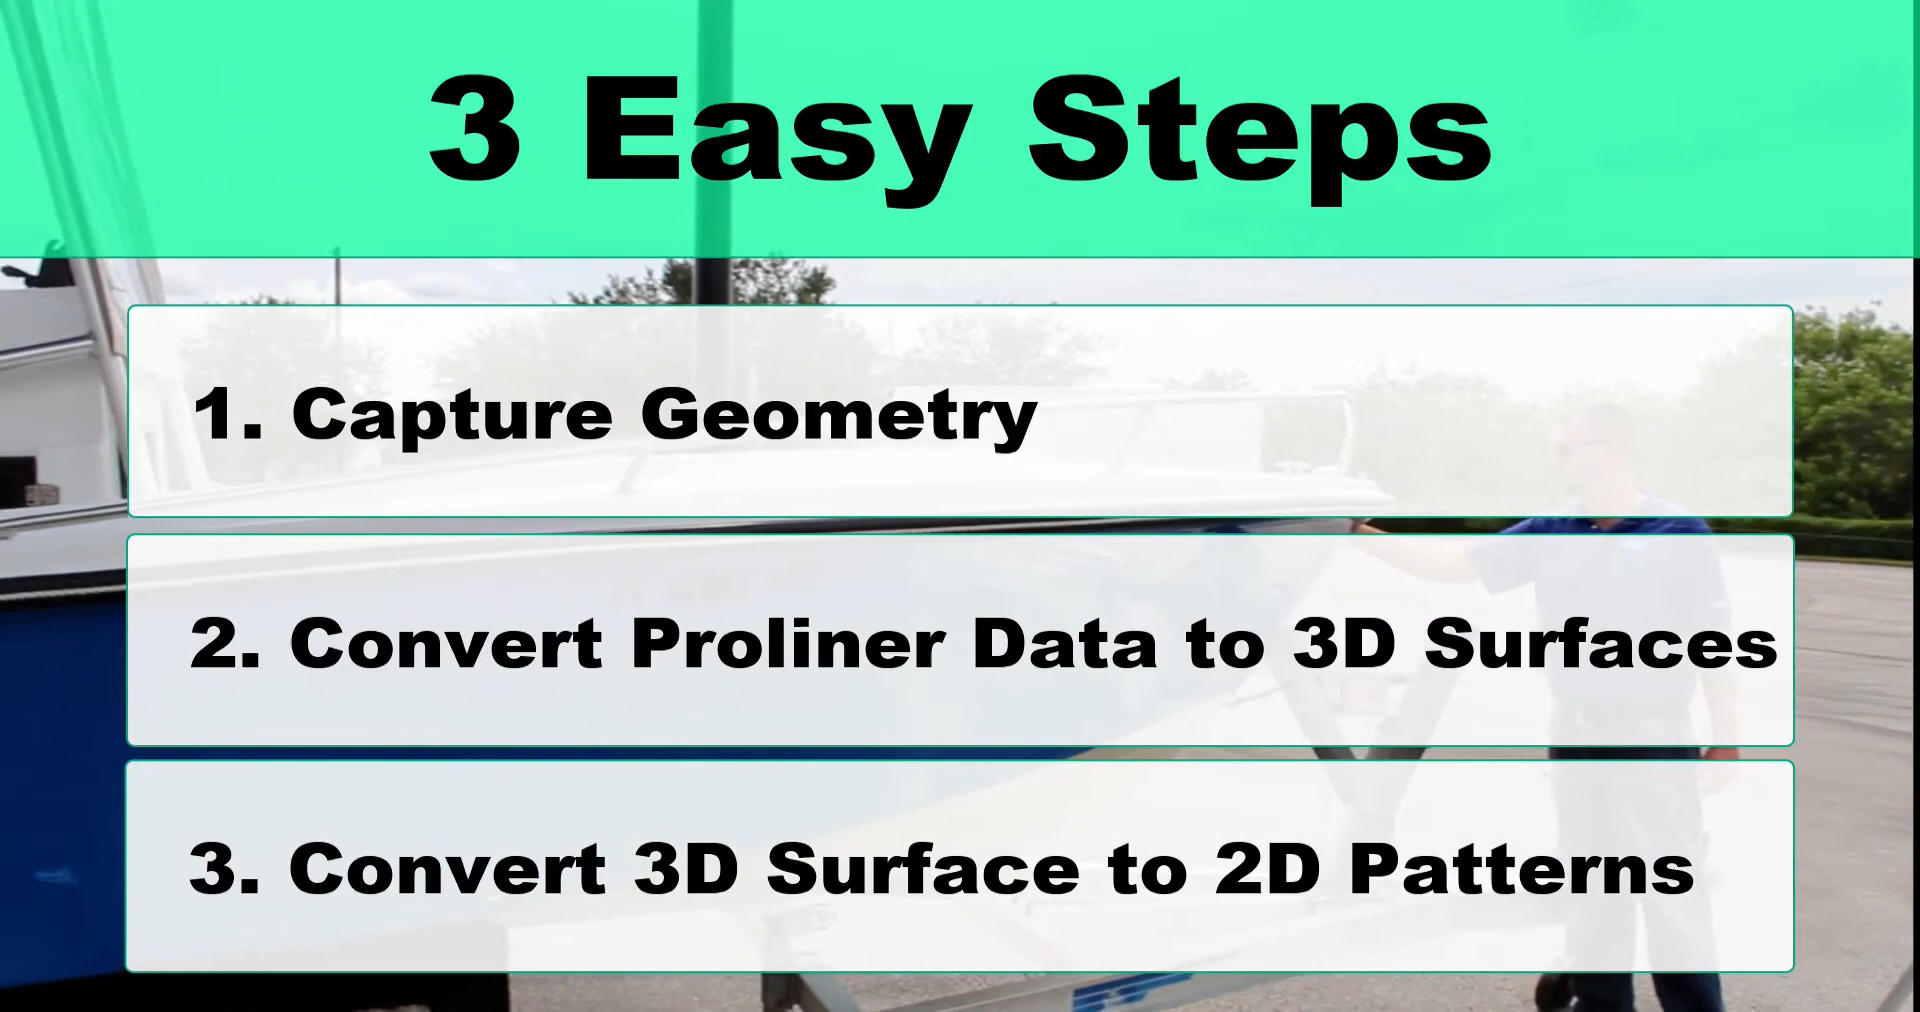 3 Easy Steps
1. Capture Geometry
2. Convert Proliner Data to 3D Surfaces
3. Convert 3D Surface to 2D Patterns